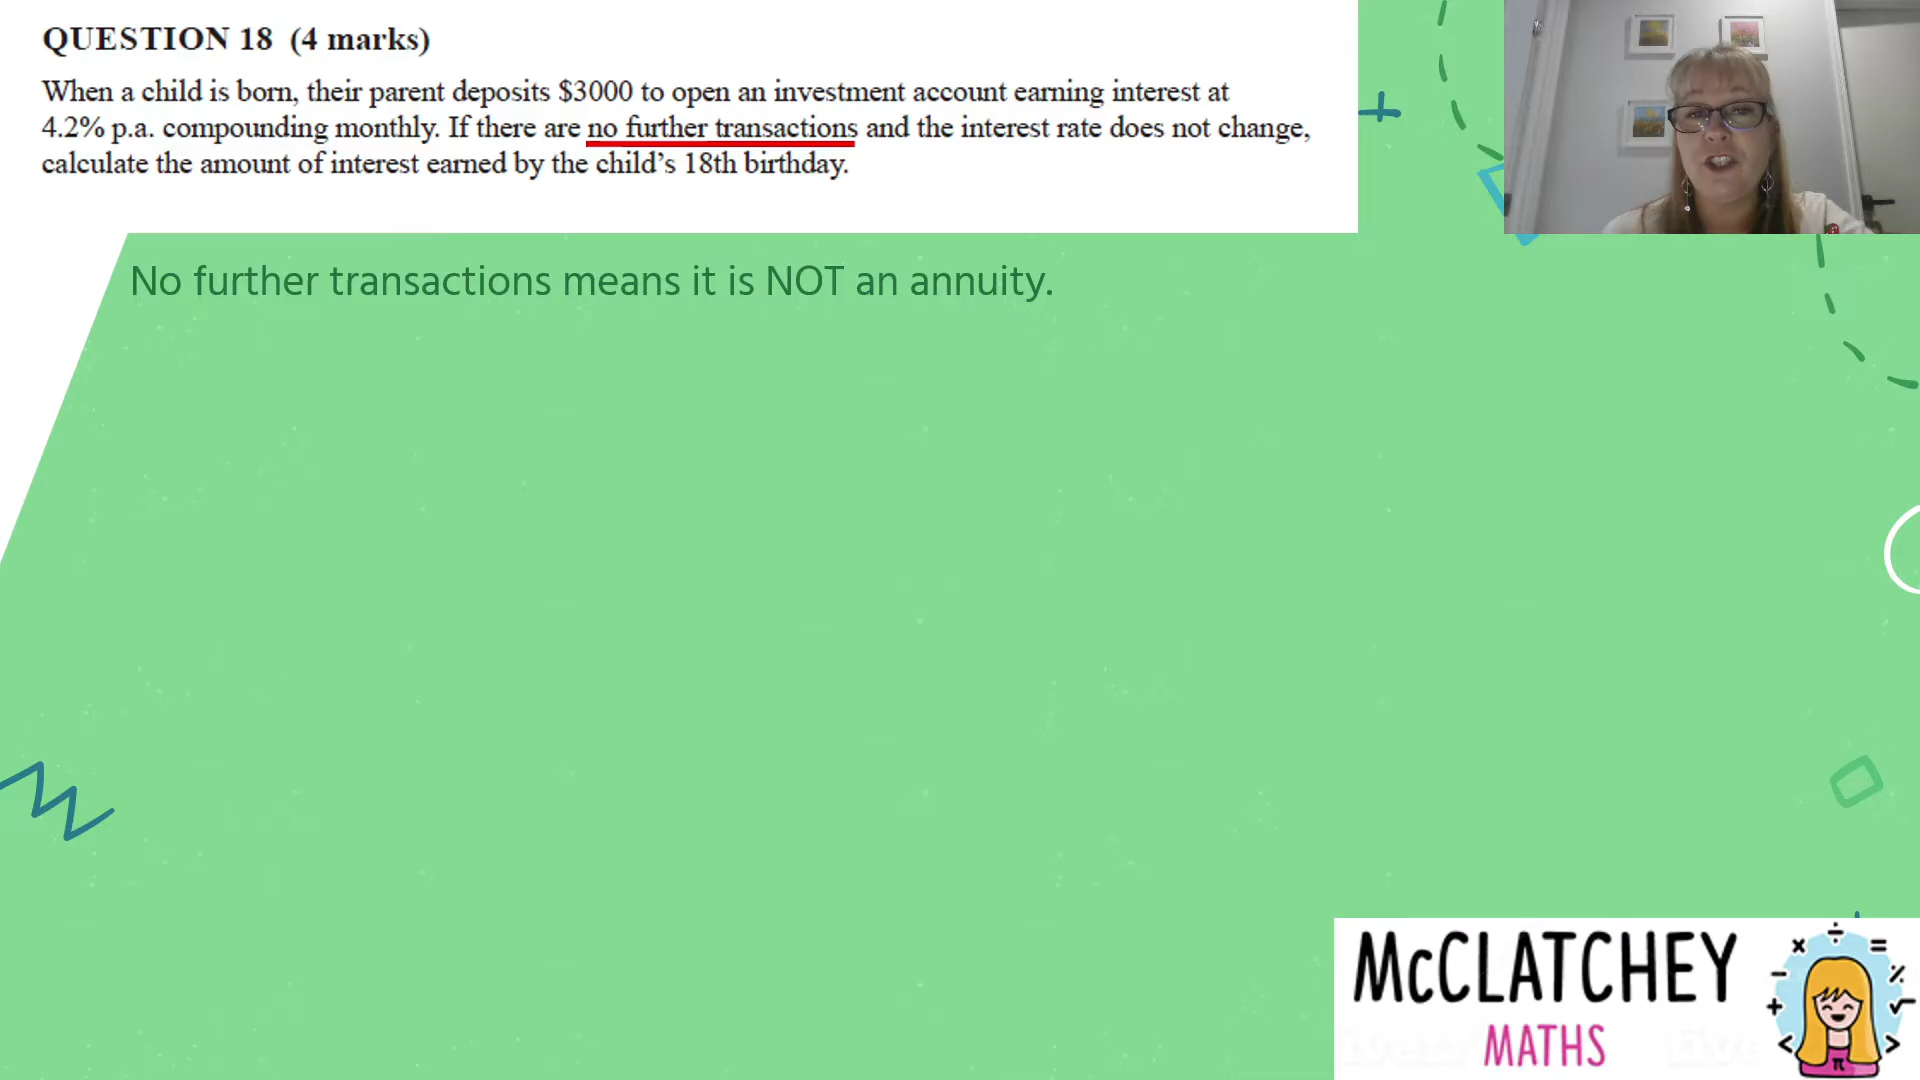 QUESTION 18 (4 marks)
When a child is born, their parent deposits $3000 to open an investment account earning interest at
4.2% p.a. compounding monthly. If there are no further transactions and the interest rate does not change,
calculate the amount of interest earned by the child’s 18th birthday.
No further transactions means it is NOT an annuity.
McCLATCHEY
MATHS
× ÷ =
− %
+ √
< π >